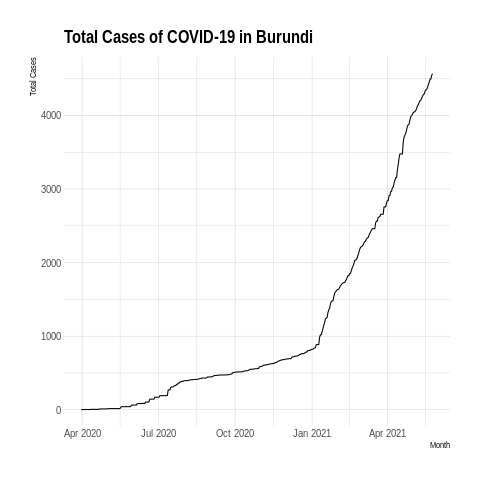 Total Cases of COVID-19 in Burundi
Total Cases
4000
3000
2000
1000
0
Apr 2020 Jul 2020 Oct 2020 Jan 2021 Apr 2021
Month